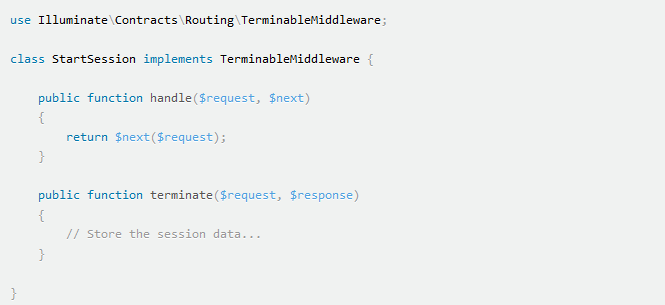 use Illuminate\Contracts\Routing\TerminableMiddleware;
class StartSession implements TerminableMiddleware {
public function handle($request, $next)
{
return $next($request);
}
public function terminate($request, $response)
{
// Store the session data...
}
}